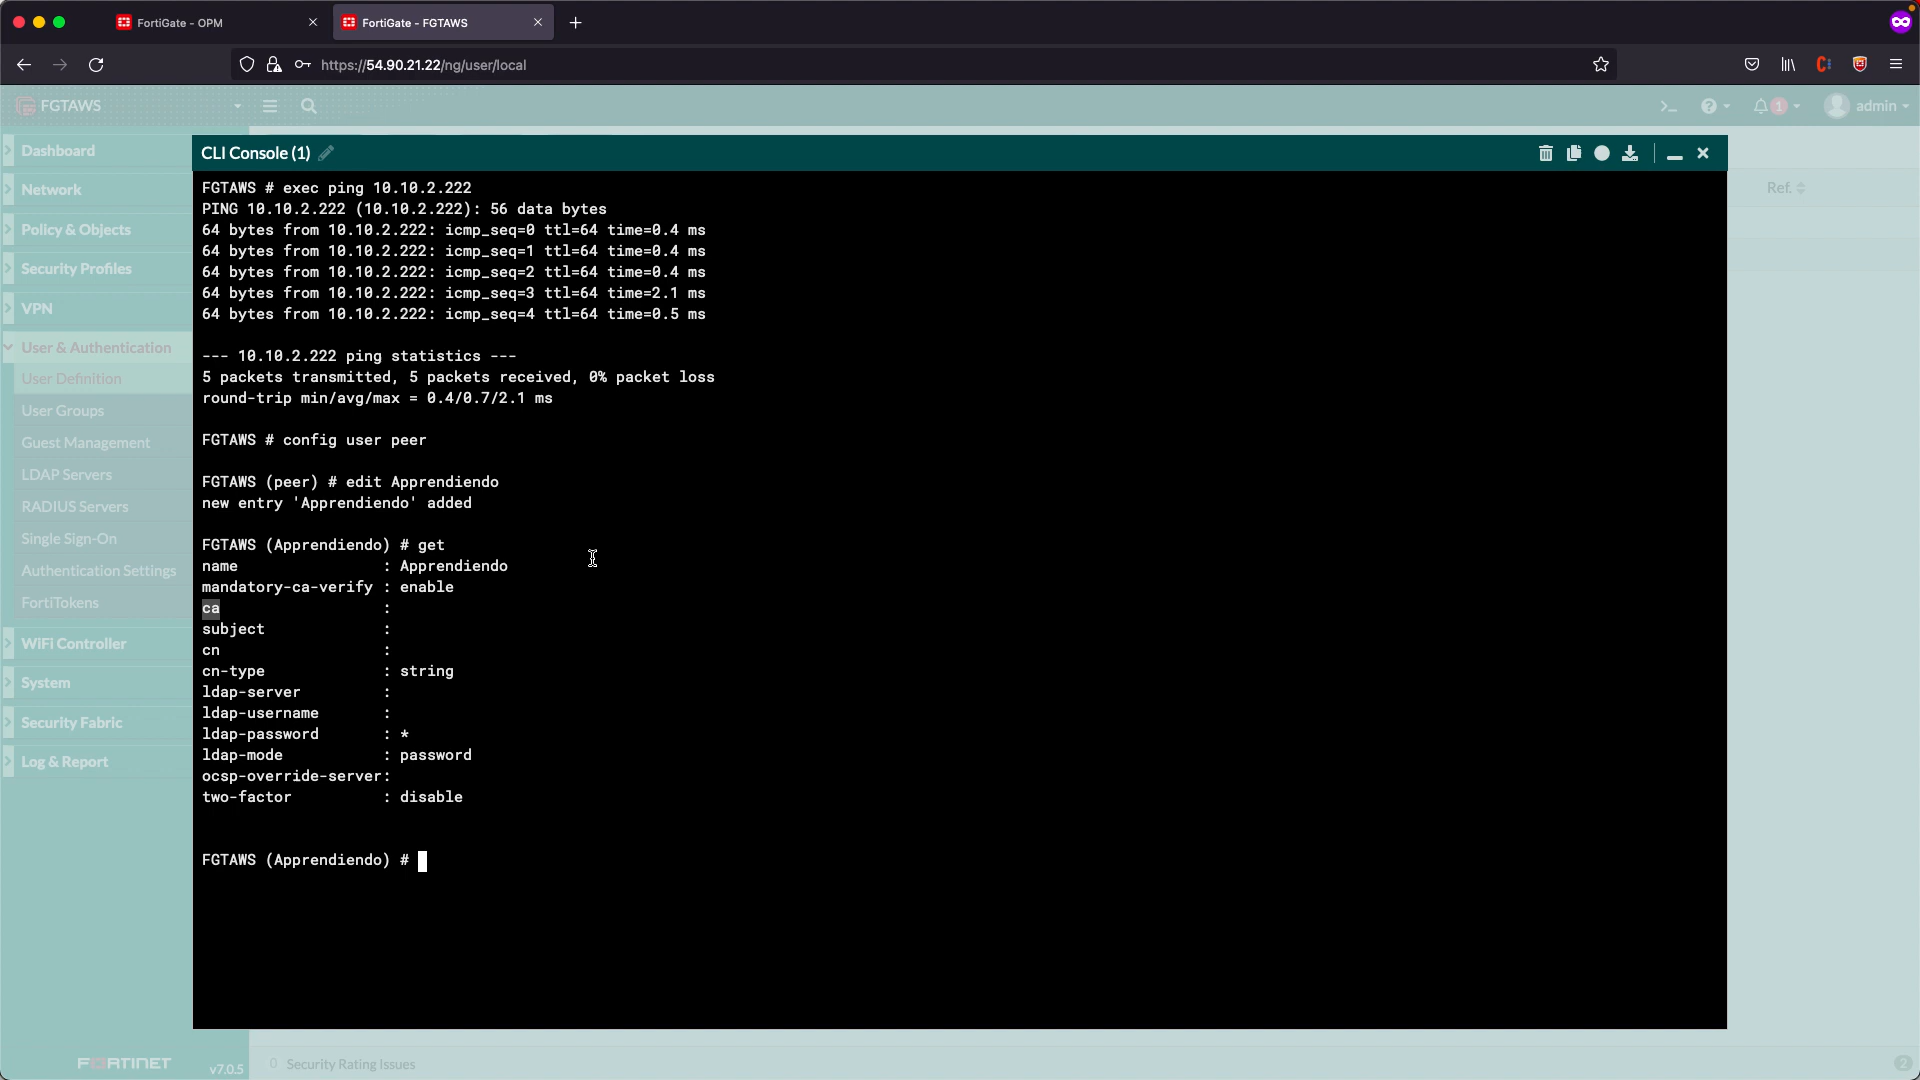 FortiGate - OPM
FortiGate - FGTAWS
https://54.90.21.22/ng/user/local
FGTAWS
1
admin
Dashboard
Network
Policy & Objects
Security Profiles
VPN
User & Authentication
User Definition
User Groups
Guest Management
LDAP Servers
RADIUS Servers
Single Sign-On
Authentication Settings
FortiTokens
WiFi Controller
System
Security Fabric
Log & Report
FORTINET
v7.0.5
CLI Console (1)
Ref.
FGTAWS # exec ping 10.10.2.222
PING 10.10.2.222 (10.10.2.222): 56 data bytes
64 bytes from 10.10.2.222: icmp_seq=0 ttl=64 time=0.4 ms
64 bytes from 10.10.2.222: icmp_seq=1 ttl=64 time=0.4 ms
64 bytes from 10.10.2.222: icmp_seq=2 ttl=64 time=0.4 ms
64 bytes from 10.10.2.222: icmp_seq=3 ttl=64 time=2.1 ms
64 bytes from 10.10.2.222: icmp_seq=4 ttl=64 time=0.5 ms
--- 10.10.2.222 ping statistics ---
5 packets transmitted, 5 packets received, 0% packet loss
round-trip min/avg/max = 0.4/0.7/2.1 ms
FGTAWS # config user peer
FGTAWS (peer) # edit Apprendiendo
new entry 'Apprendiendo' added
FGTAWS (Apprendiendo) # get
name : Apprendiendo
mandatory-ca-verify : enable
ca :
subject :
cn :
cn-type : string
ldap-server :
ldap-username :
ldap-password : *
ldap-mode : password
ocsp-override-server:
two-factor : disable
FGTAWS (Apprendiendo) #
0 Security Rating Issues
2